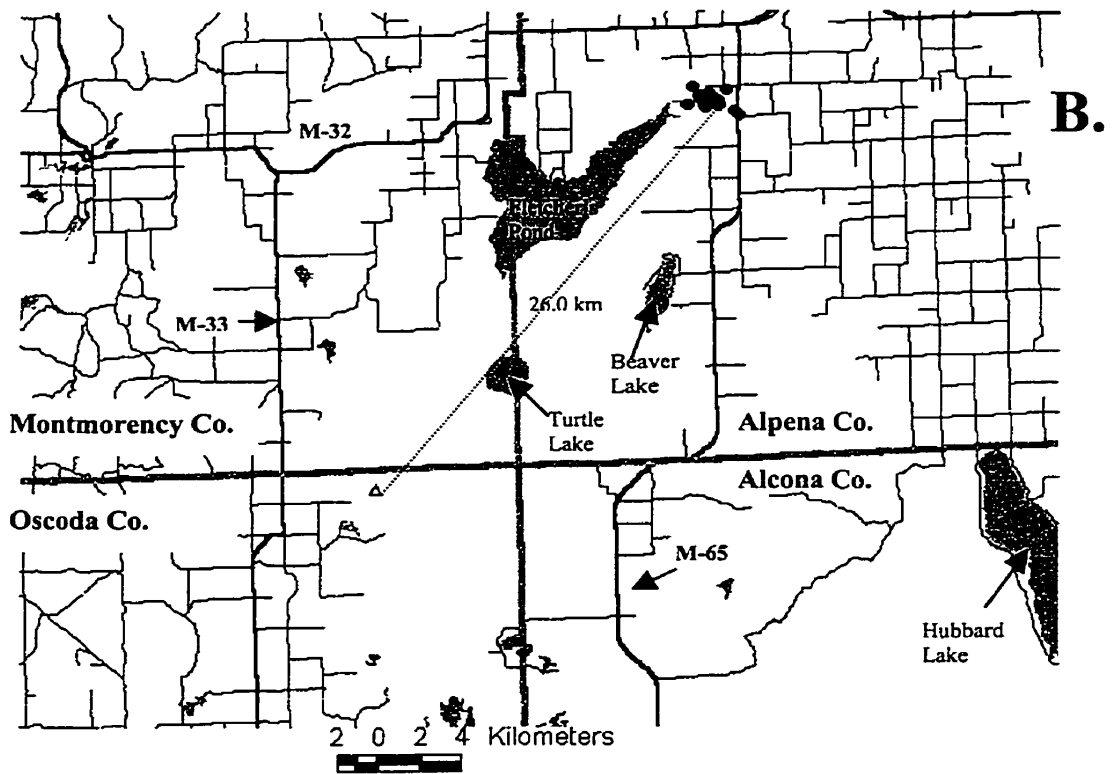 B.
M-32
Fletcher's
Pond
26.0 km
M-33
Beaver
Lake
Turtle
Lake
Montmorency Co.
Alpena Co.
Alcona Co.
Oscoda Co.
M-65
Hubbard
Lake
2 0 2 4 Kilometers